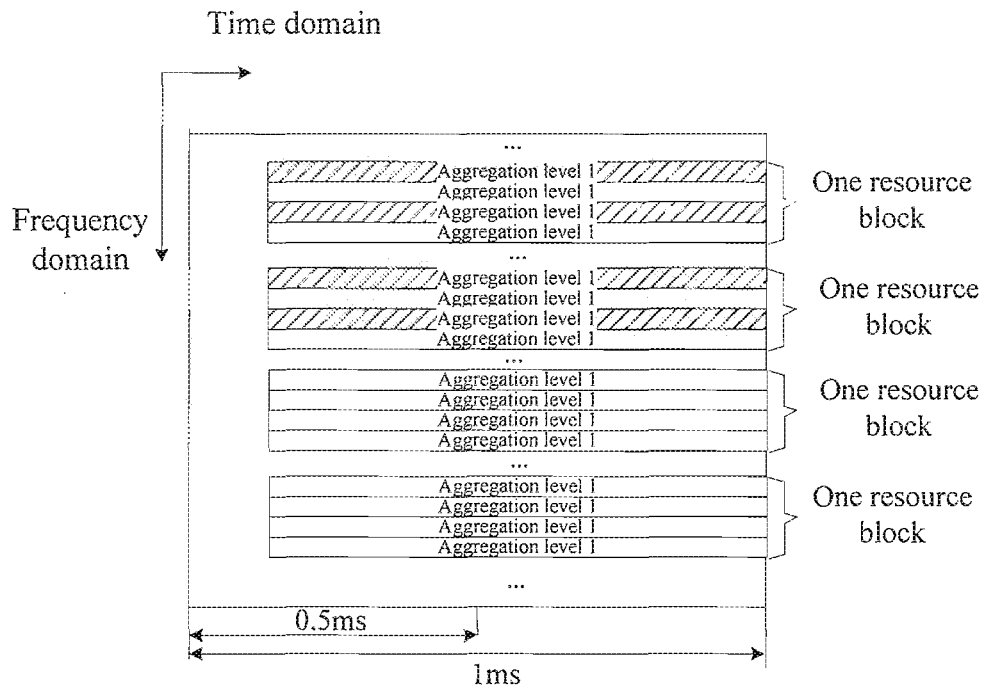 Time domain
Frequency
domain
...
Aggregation level 1
Aggregation level 1
Aggregation level 1
Aggregation level 1
One resource
block
...
Aggregation level 1
Aggregation level 1
Aggregation level 1
Aggregation level 1
One resource
block
...
Aggregation level 1
Aggregation level 1
Aggregation level 1
Aggregation level 1
One resource
block
...
Aggregation level 1
Aggregation level 1
Aggregation level 1
Aggregation level 1
One resource
block
...
0.5ms
1ms